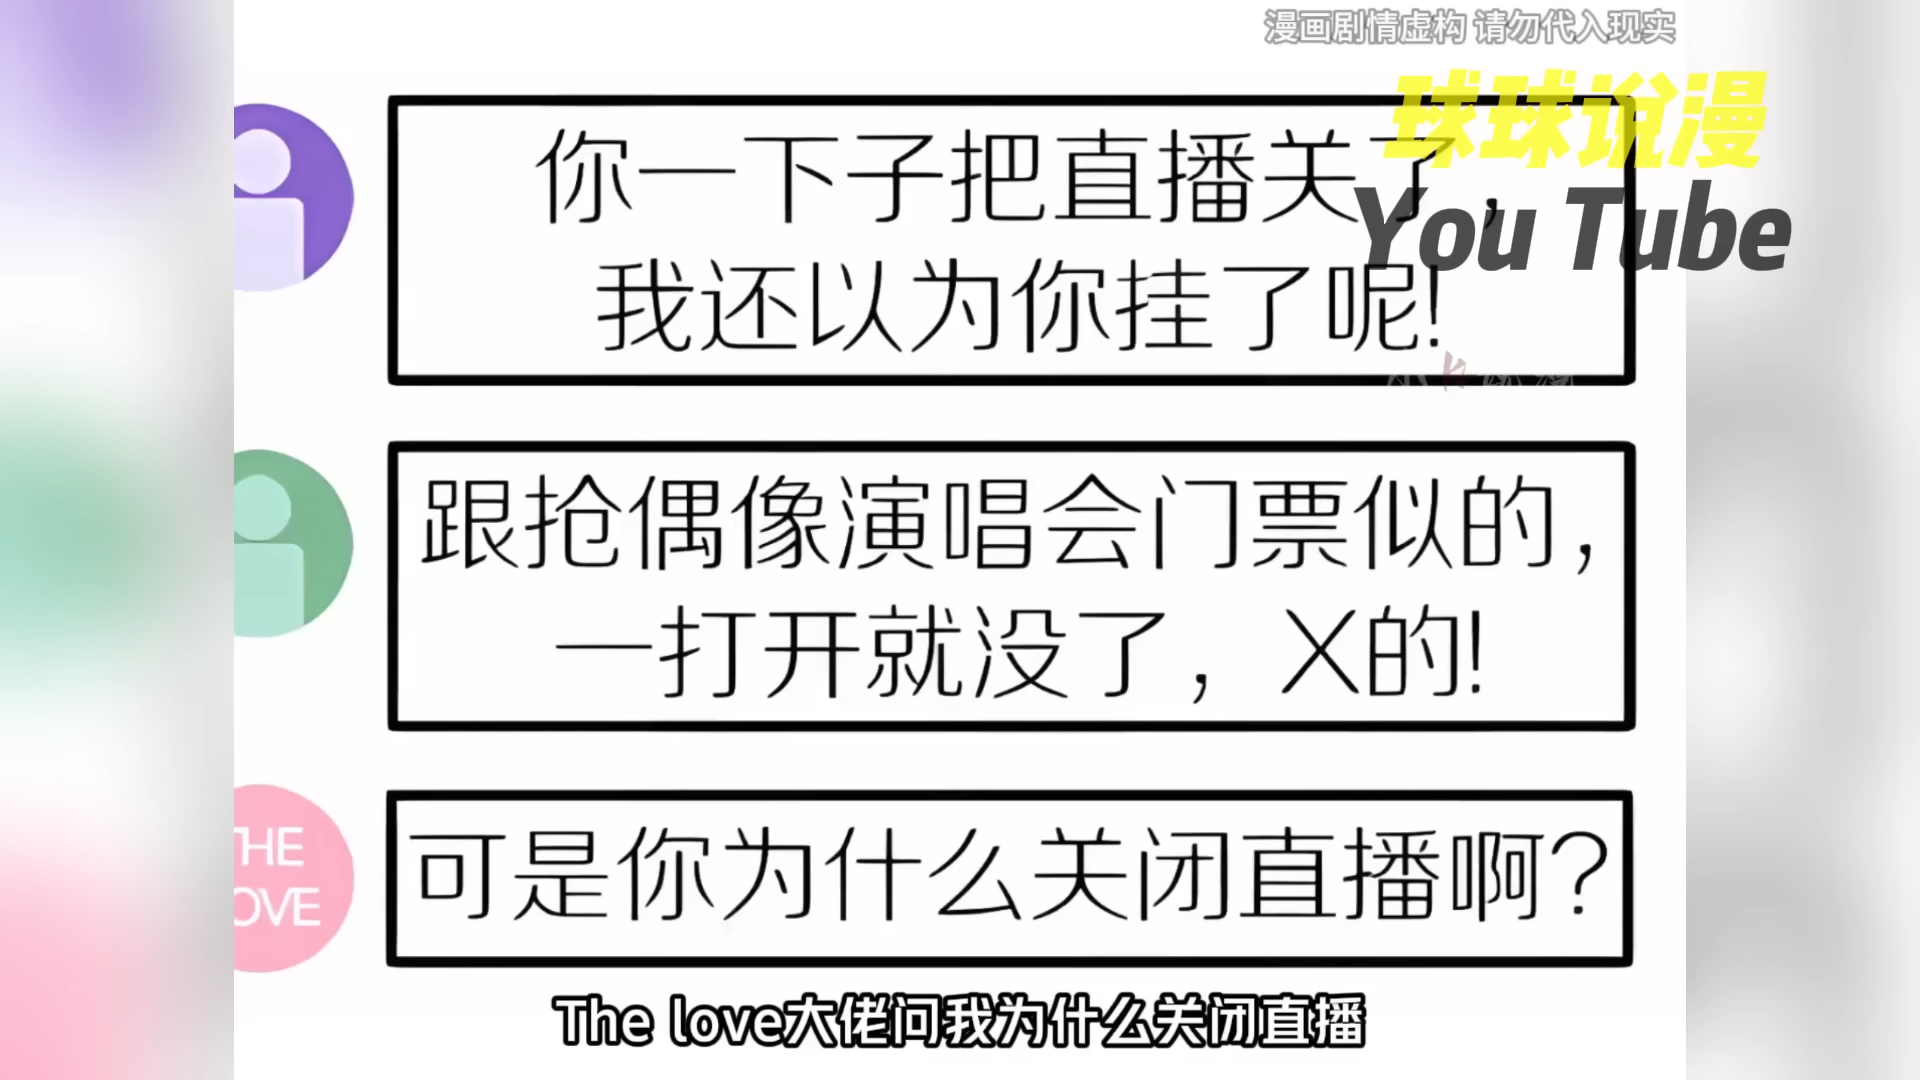 漫画剧情虚构 请勿代入现实
球球说漫
You Tube
你一下子把直播关了，
我还以为你挂了呢！
跟抢偶像演唱会门票似的，
一打开就没了，X的！
THE
OVE
可是你为什么关闭直播啊？
The love大佬问我为什么关闭直播